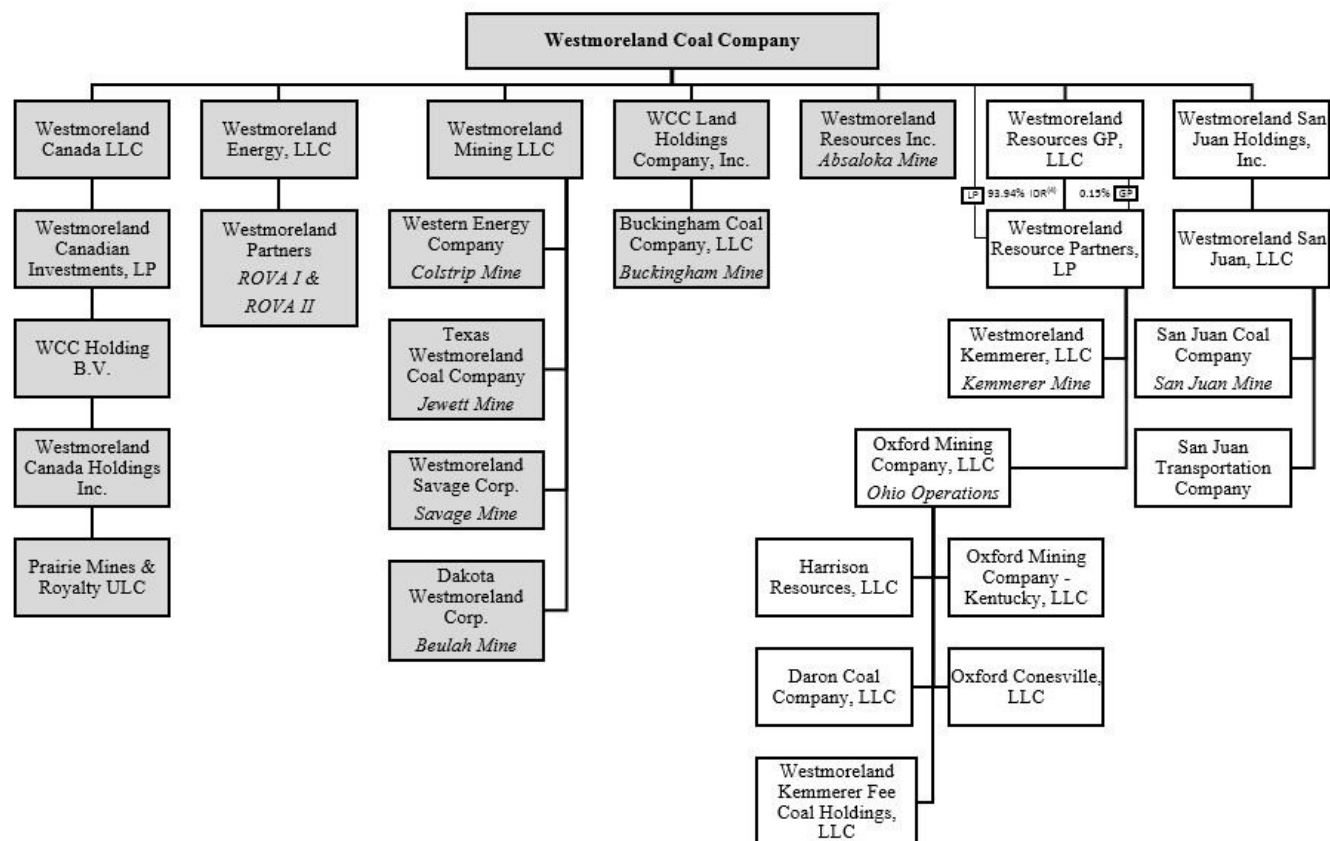 Westmoreland Coal Company
Westmoreland
Canada LLC
Westmoreland
Energy, LLC
Westmoreland
Mining LLC
WCC Land
Holdings
Company, Inc.
Westmoreland
Resources Inc.
Absaloka Mine
Westmoreland
Resources GP,
LLC
Westmoreland San
Juan Holdings,
Inc.
LP 93.94% IDR(4) 0.15% GP
Westmoreland
Canadian
Investments, LP
Westmoreland
Partners
ROVA I &
ROVA II
Western Energy
Company
Colstrip Mine
Buckingham Coal
Company, LLC
Buckingham Mine
Westmoreland
Resource Partners,
LP
Westmoreland San
Juan, LLC
WCC Holding
B.V.
Texas
Westmoreland
Coal Company
Jewett Mine
Westmoreland
Kemmerer, LLC
Kemmerer Mine
San Juan Coal
Company
San Juan Mine
Westmoreland
Canada Holdings
Inc.
Westmoreland
Savage Corp.
Savage Mine
Oxford Mining
Company, LLC
Ohio Operations
San Juan
Transportation
Company
Prairie Mines &
Royalty ULC
Dakota
Westmoreland
Corp.
Beulah Mine
Harrison
Resources, LLC
Oxford Mining
Company -
Kentucky, LLC
Daron Coal
Company, LLC
Oxford Conesville,
LLC
Westmoreland
Kemmerer Fee
Coal Holdings,
LLC